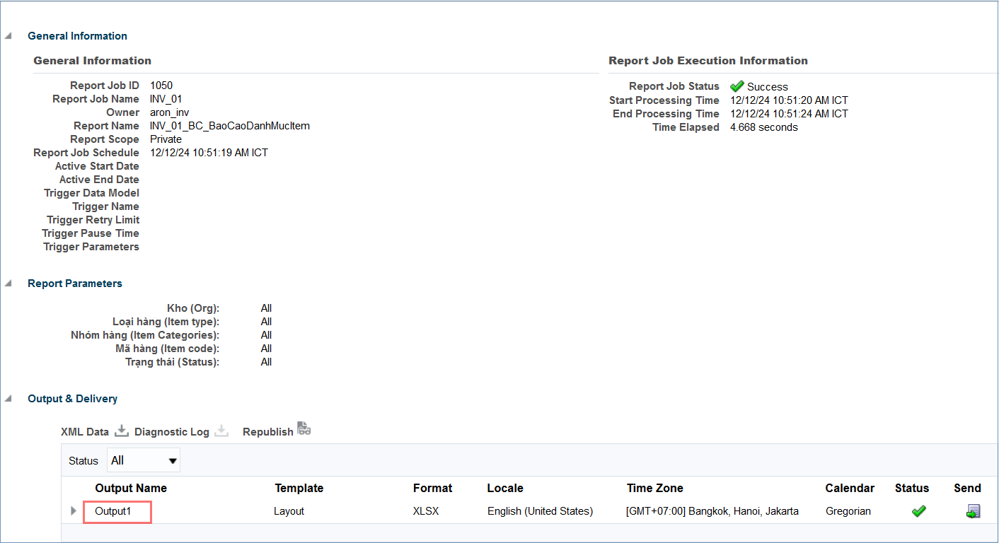 General Information
General Information
Report Job ID 1050
Report Job Name INV_01
Owner aron_inv
Report Name INV_01_BC_BaoCaoDanhMucItem
Report Scope Private
Report Job Schedule 12/12/24 10:51:19 AM ICT
Active Start Date
Active End Date
Trigger Data Model
Trigger Name
Trigger Retry Limit
Trigger Pause Time
Trigger Parameters
Report Job Execution Information
Report Job Status Success
Start Processing Time 12/12/24 10:51:20 AM ICT
End Processing Time 12/12/24 10:51:24 AM ICT
Time Elapsed 4.668 seconds
Report Parameters
Kho (Org): All
Loại hàng (Item type): All
Nhóm hàng (Item Categories): All
Mã hàng (Item code): All
Trạng thái (Status): All
Output & Delivery
XML Data Diagnostic Log Republish
Status All
Output Name Template Format Locale Time Zone Calendar Status Send
Output1 Layout XLSX English (United States) [GMT+07:00] Bangkok, Hanoi, Jakarta Gregorian